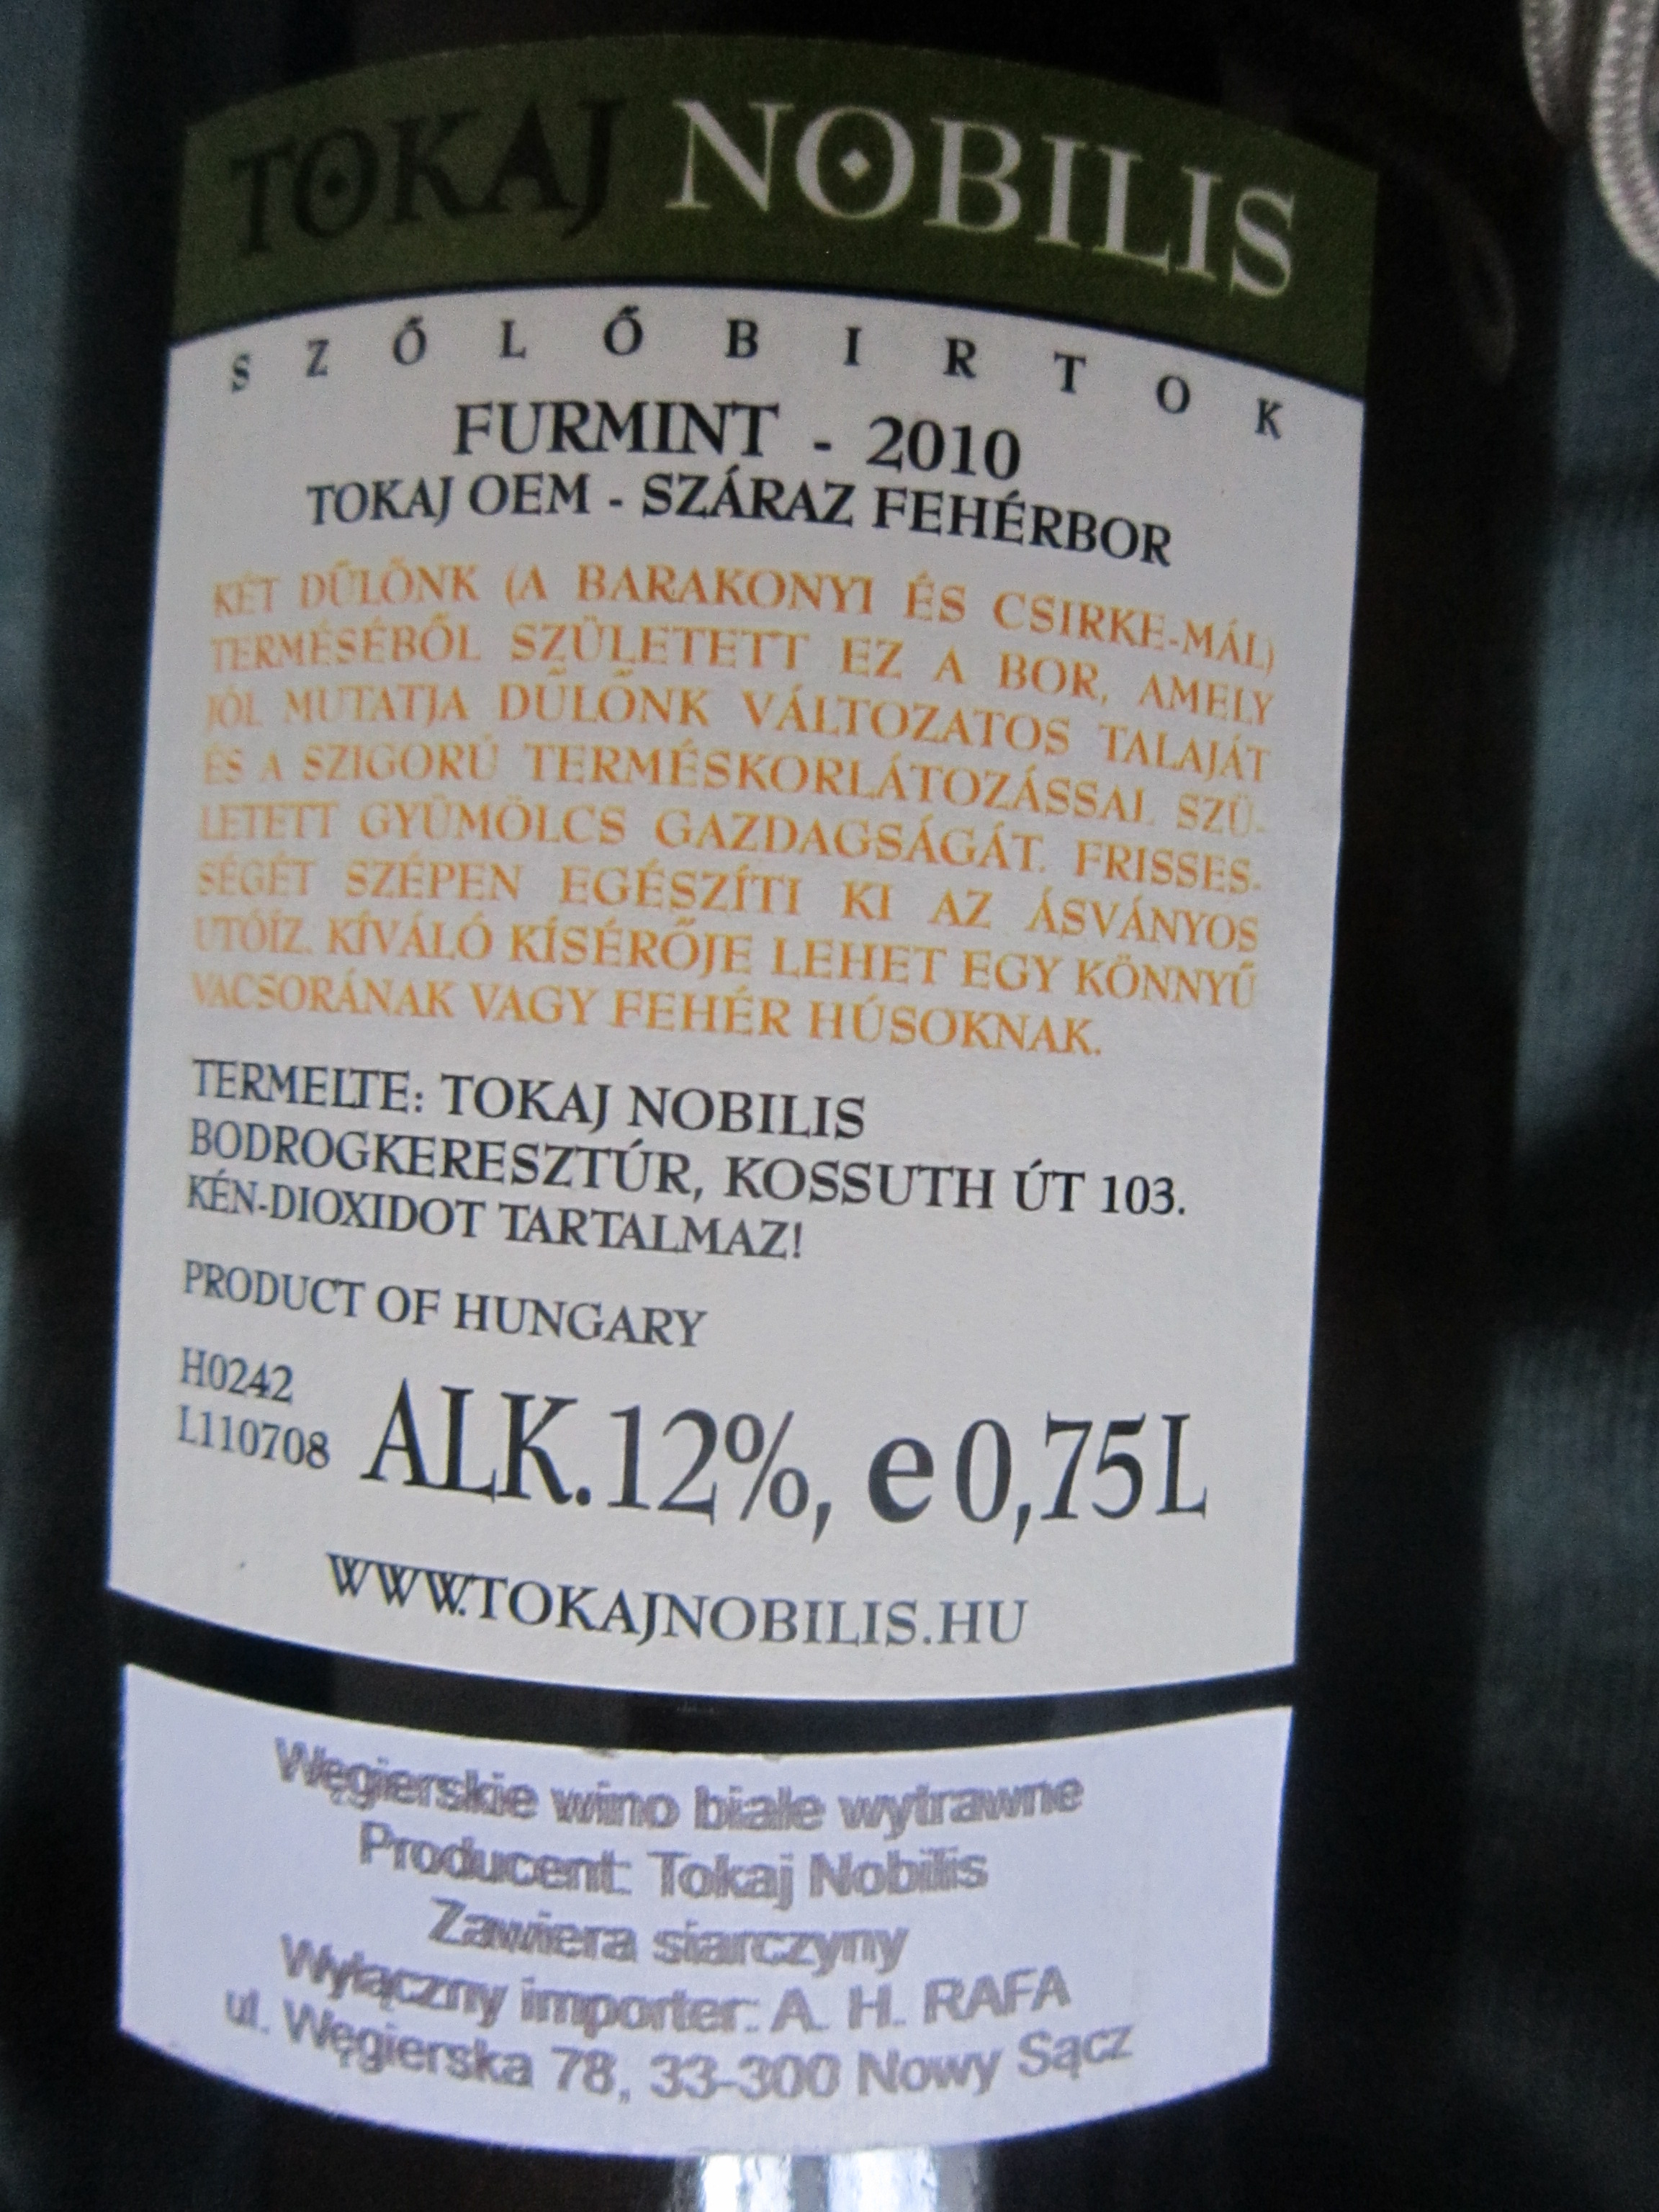 TOKAJ NOBILIS
SZŐLŐBIRTOK
FURMINT - 2010
TOKAJ OEM - SZÁRAZ FEHÉRBOR
KÉT DŰLŐNK (A BARAKONYI ÉS CSIRKE-MÁL)
TERMÉSÉBŐL SZÜLETETT EZ A BOR, AMELY
JÓL MUTATJA DŰLŐNK VÁLTOZATOS TALAJÁT
ÉS A SZIGORÚ TERMÉSKORLÁTOZÁSSAL SZÜ-
LETETT GYÜMÖLCS GAZDAGSÁGÁT. FRISSES-
SÉGÉT SZÉPEN EGÉSZÍTI KI AZ ÁSVÁNYOS
UTÓÍZ. KÍVÁLÓ KÍSÉRŐJE LEHET EGY KÖNNYŰ
VACSORÁNAK VAGY FEHÉR HÚSOKNAK.
TERMELTE: TOKAJ NOBILIS
BODROGKERESZTÚR, KOSSUTH ÚT 103.
KÉN-DIOXIDOT TARTALMAZ!
PRODUCT OF HUNGARY
H0242
L110708
ALK.12%, e 0,75L
WWW.TOKAJNOBILIS.HU
Węgierskie wino białe wytrawne
Producent: Tokaj Nobilis
Zawiera siarczyny
Wyłączny importer: A. H. RAFA
ul. Węgierska 78, 33-300 Nowy Sącz